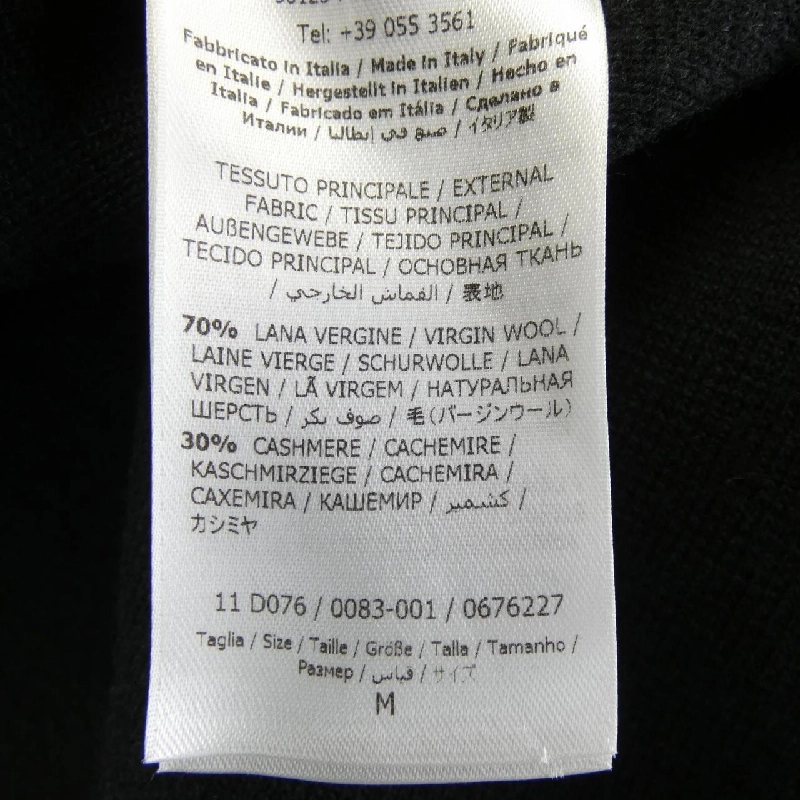 Tel: +39 055 3561
Fabbricato in Italia / Made in Italy / Fabriqué
en Italie / Hergestellt in Italien / Hecho en
Italia / Fabricado em Itália / Сделано в
Италии / صنع في إيطاليا / イタリア製
TESSUTO PRINCIPALE / EXTERNAL
FABRIC / TISSU PRINCIPAL /
AUßENGEWEBE / TEJIDO PRINCIPAL /
TECIDO PRINCIPAL / ОСНОВНАЯ ТКАНЬ
/ القماش الخارجي / 表地
70% LANA VERGINE / VIRGIN WOOL /
LAINE VIERGE / SCHURWOLLE / LANA
VIRGEN / LÃ VIRGEM / НАТУРАЛЬНАЯ
ШЕРСТЬ / صوف بكر / 毛(バージンウール)
30% CASHMERE / CACHEMIRE /
KASCHMIRZIEGE / CACHEMIRA /
CAXEMIRA / КАШЕМИР / كشمير /
カシミヤ
11 D076 / 0083-001 / 0676227
Taglia / Size / Taille / Größe / Talla / Tamanho /
Размер / قياس / サイズ
M